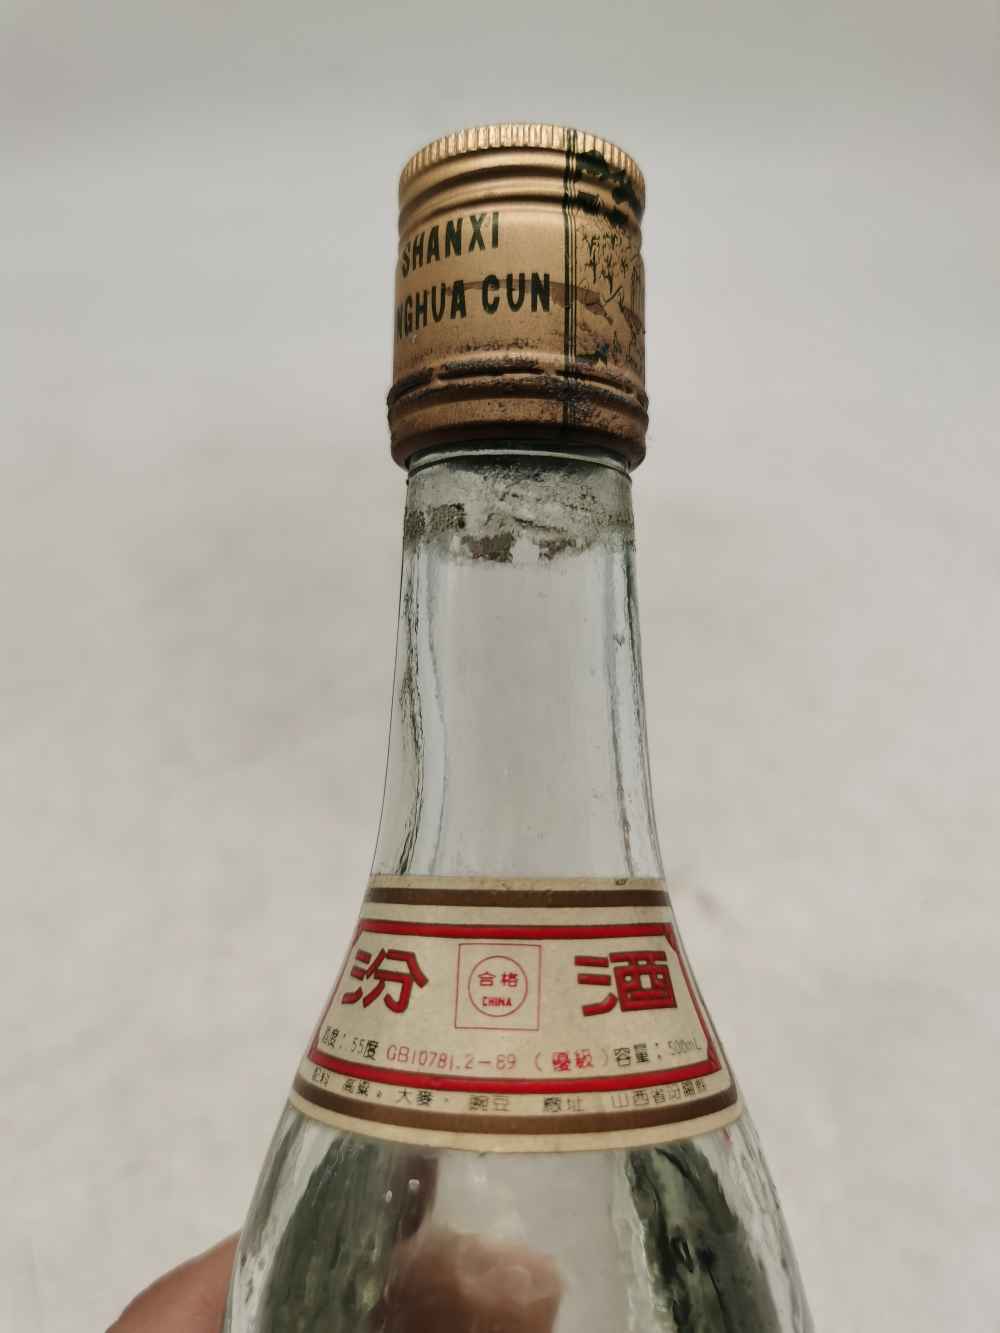 SHANXI
NGHUA CUN
汾 酒
合格
CHINA
酒度：55度 GB10781.2-89（優級）容量：500mL
配料 高粱。大麥、豌豆 廠址 山西省汾陽縣